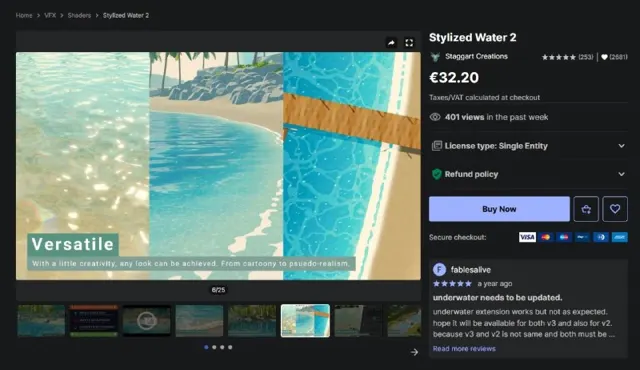 Home > VFX > Shaders > Stylized Water 2
Stylized Water 2
Staggart Creations
(253) | (2681)
€32.20
Taxes/VAT calculated at checkout
401 views in the past week
License type: Single Entity
Refund policy
Buy Now
Secure checkout:
VISA
Versatile
With a little creativity, any look can be achieved. From cartoony to psuedo-realism.
6/25
F
fabiesalive
a year ago
underwater needs to be updated.
underwater extension works but not as expected.
hope it will be available for both v3 and also for v2.
because v3 and v2 is not same and both must be ...
Read more reviews